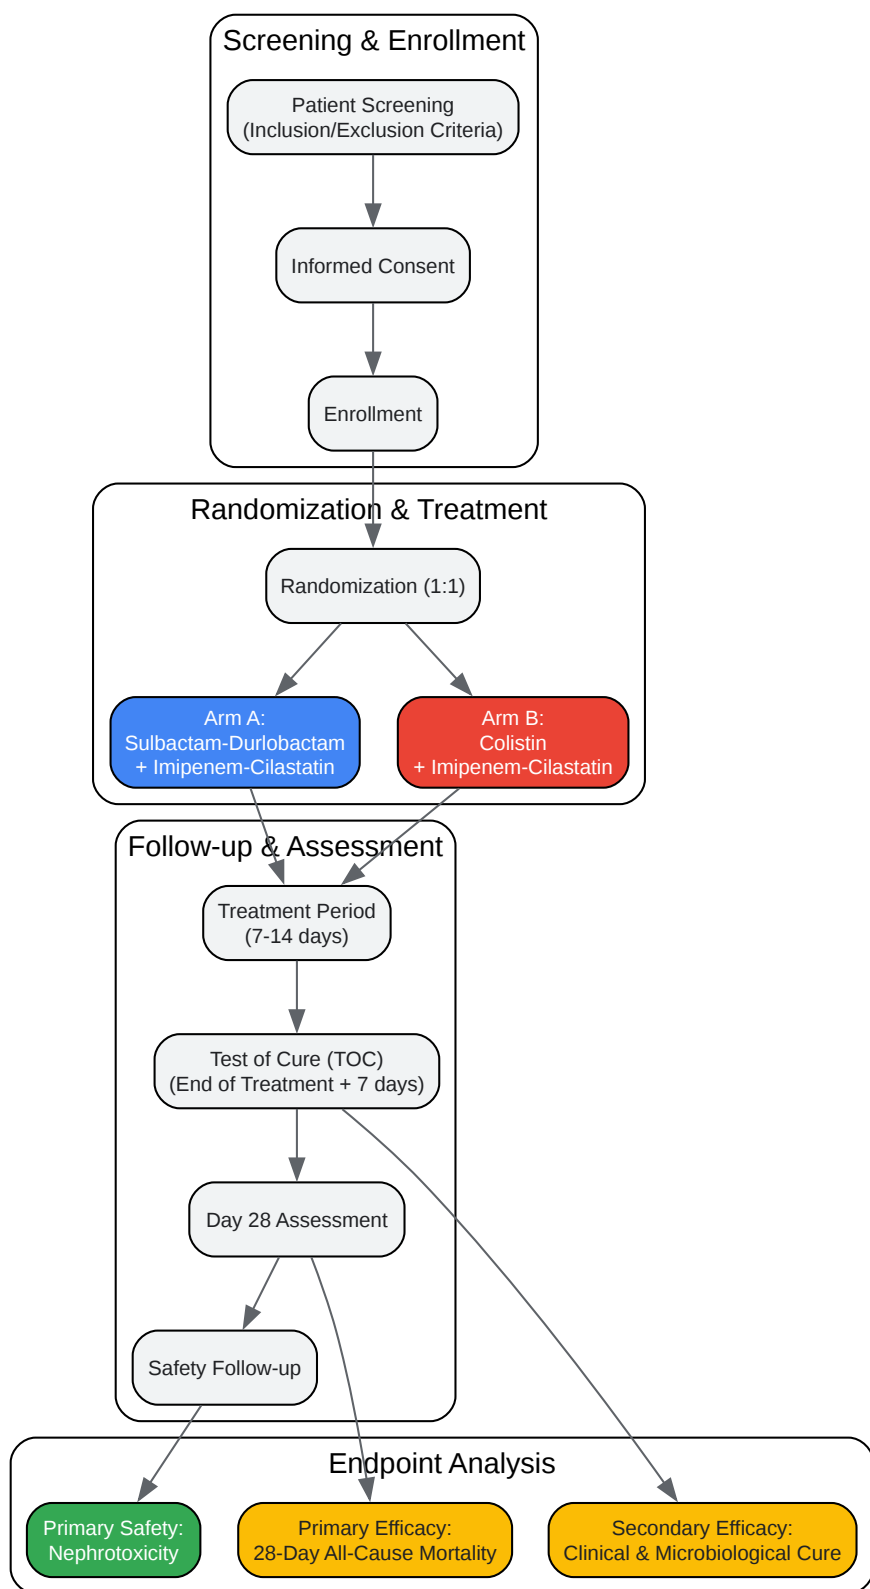 Screening & Enrollment
Patient Screening
(Inclusion/Exclusion Criteria)
Informed Consent
Enrollment
Randomization & Treatment
Randomization (1:1)
Arm A:
Sulbactam-Durlobactam
+ Imipenem-Cilastatin
Arm B:
Colistin
+ Imipenem-Cilastatin
Follow-up & Assessment
Treatment Period
(7-14 days)
Test of Cure (TOC)
(End of Treatment + 7 days)
Day 28 Assessment
Safety Follow-up
Endpoint Analysis
Primary Safety:
Nephrotoxicity
Primary Efficacy:
28-Day All-Cause Mortality
Secondary Efficacy:
Clinical & Microbiological Cure